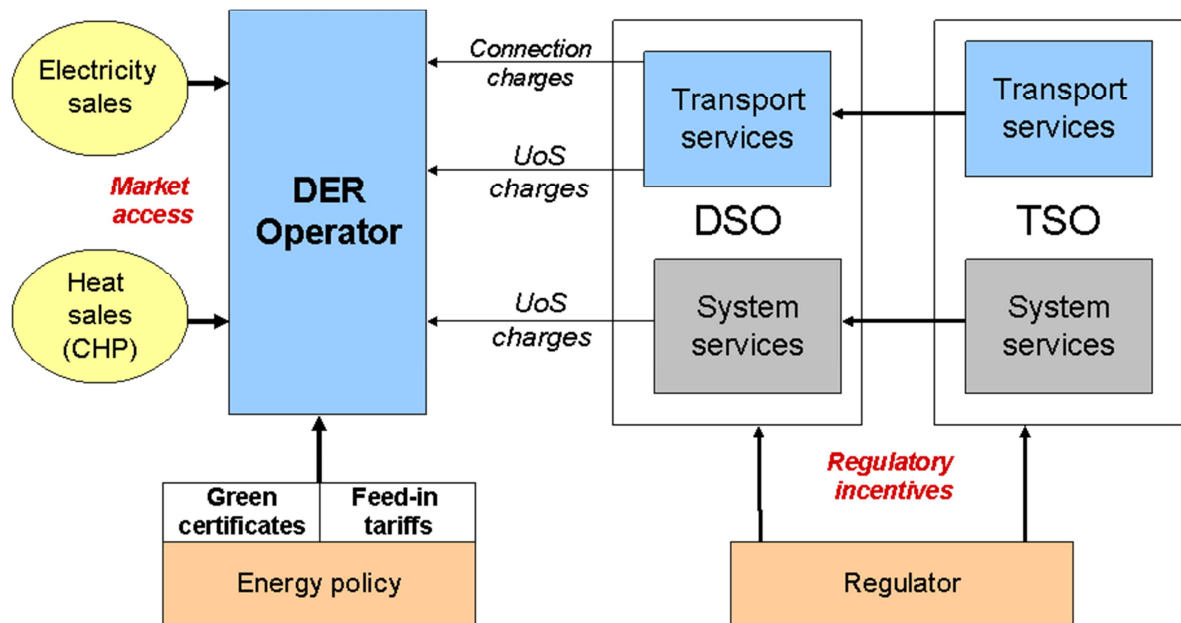 Electricity
sales
Market
access
Heat
sales
(CHP)
DER
Operator
Connection
charges
UoS
charges
UoS
charges
Transport
services
DSO
System
services
Transport
services
TSO
System
services
Regulatory
incentives
Green
certificates
Feed-in
tariffs
Energy policy
Regulator